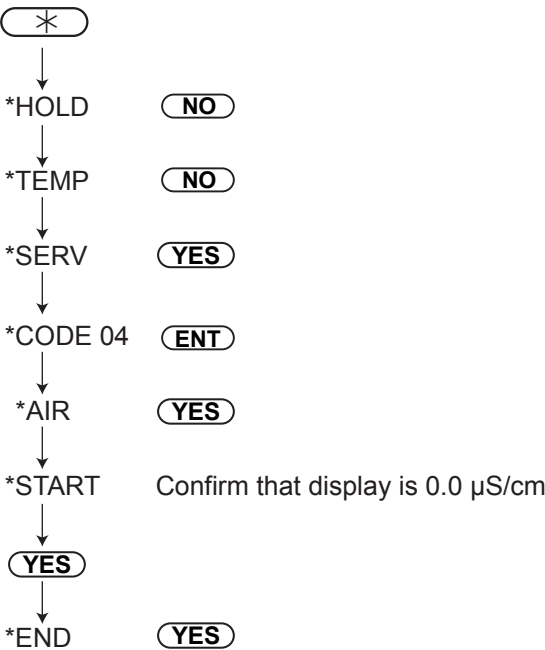 *
*HOLD NO
*TEMP NO
*SERV YES
*CODE 04 ENT
*AIR YES
*START Confirm that display is 0.0 µS/cm
YES
*END YES